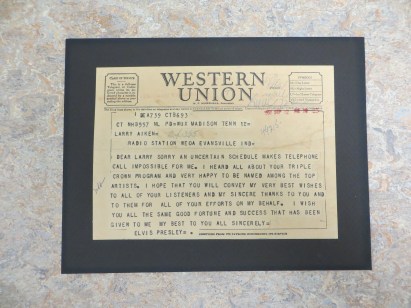 WESTERN
UNION
MADISON TENN 12=
LARRY AIKEN=
RADIO STATION WEOA EVANSVILLE IND=
DEAR LARRY SORRY AN UNCERTAIN SCHEDULE MAKES TELEPHONE
CALL IMPOSSIBLE FOR ME. I HEARD ALL ABOUT YOUR TRIPLE
CROWN PROGRAM AND VERY HAPPY TO BE NAMED AMONG THE TOP
ARTISTS. I HOPE THAT YOU WILL CONVEY MY VERY BEST WISHES
TO ALL OF YOUR LISTENERS AND MY SINCERE THANKS TO YOU AND
TO THEM FOR ALL OF YOUR EFFORTS ON MY BEHALF. I WISH
YOU ALL THE SAME GOOD FORTUNE AND SUCCESS THAT HAS BEEN
GIVEN TO ME MY BEST TO YOU ALL SINCERELY=
ELVIS PRESLEY=